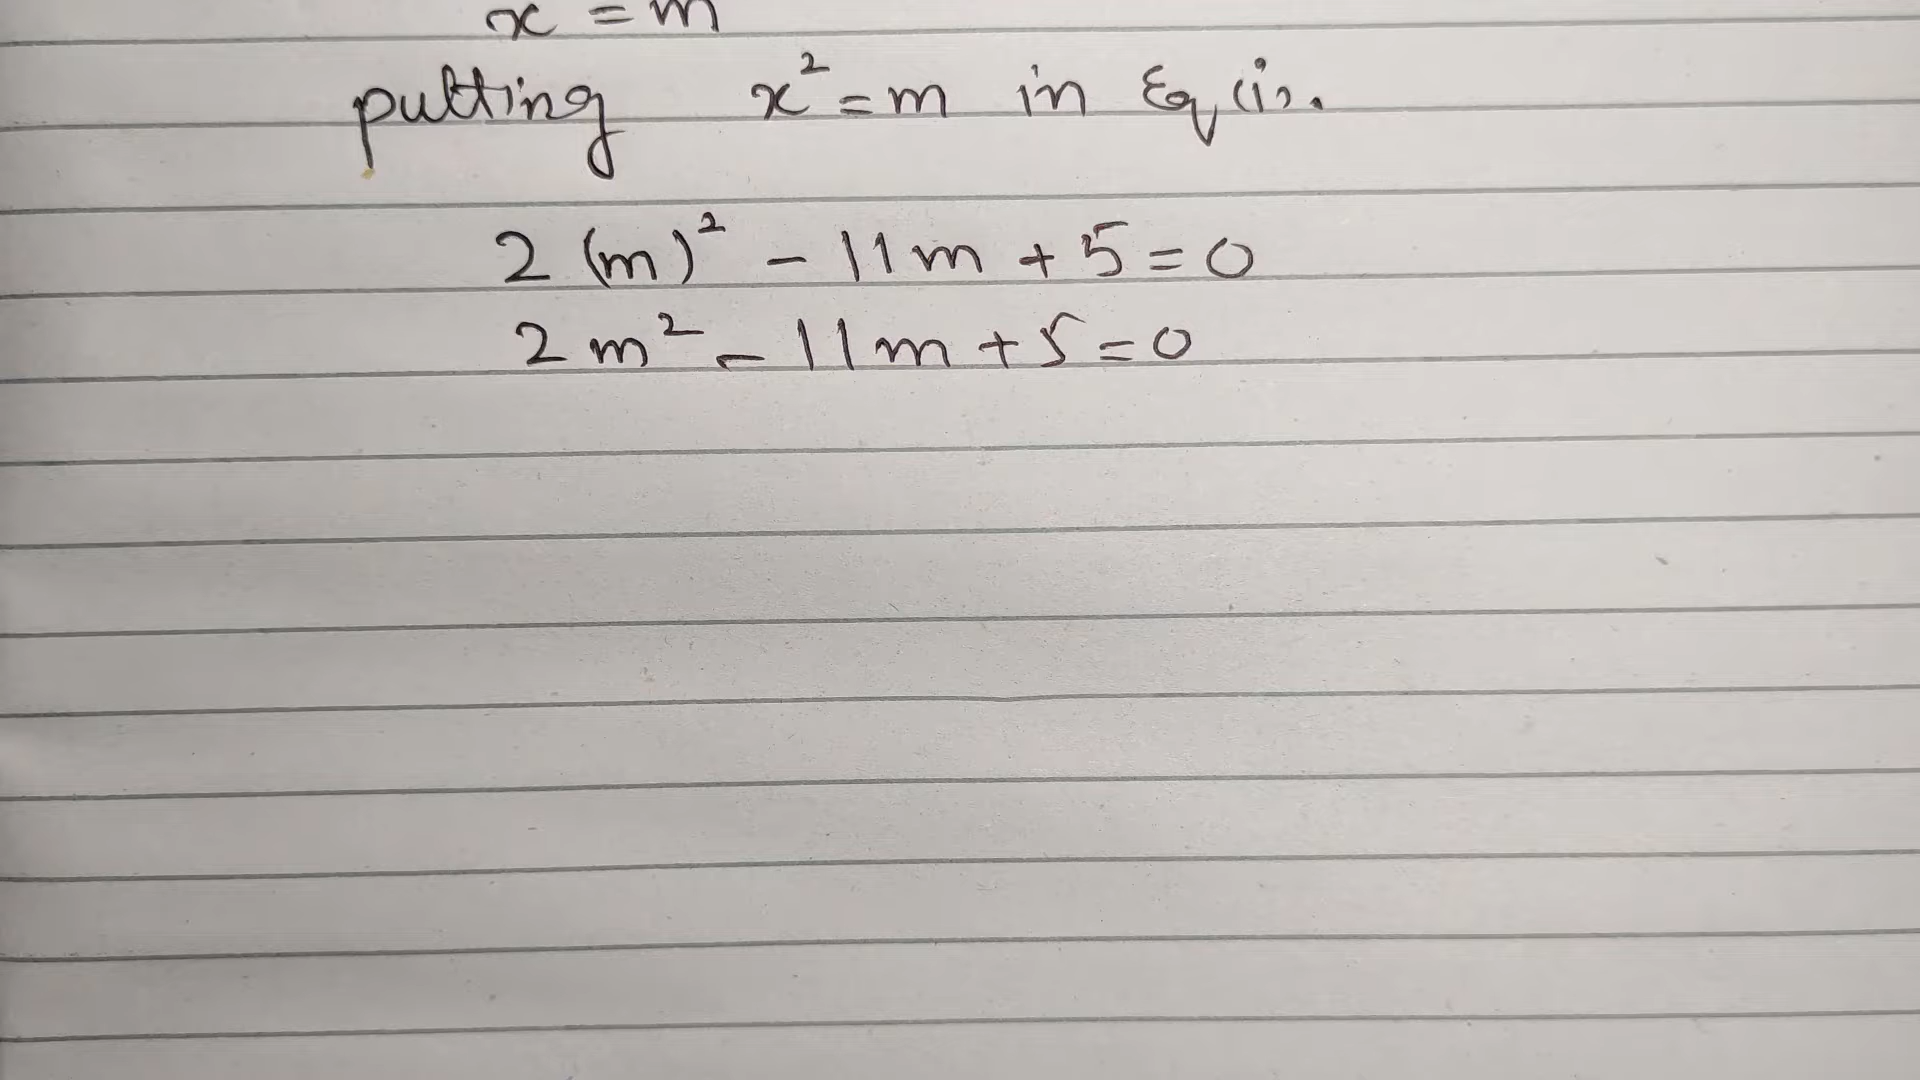 x = m
putting x² = m in Eq (i).
2 (m)² - 11m + 5 = 0
2m² - 11m + 5 = 0